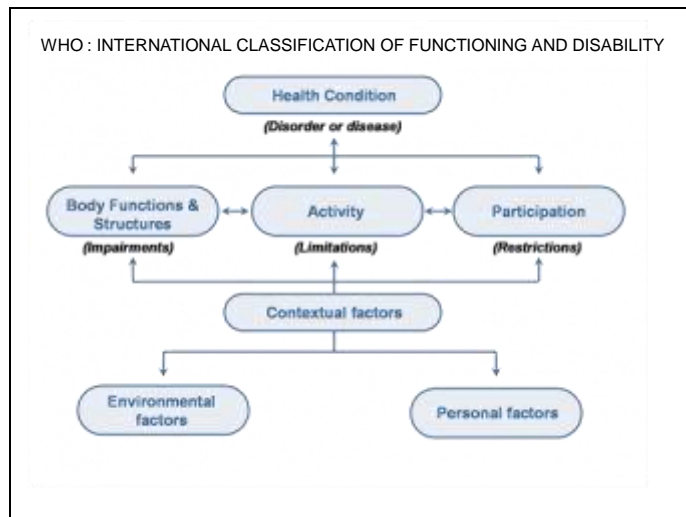 WHO : INTERNATIONAL CLASSIFICATION OF FUNCTIONING AND DISABILITY
Health Condition
(Disorder or disease)
Body Functions &
Structures
(Impairments)
Activity
(Limitations)
Participation
(Restrictions)
Contextual factors
Environmental
factors
Personal factors